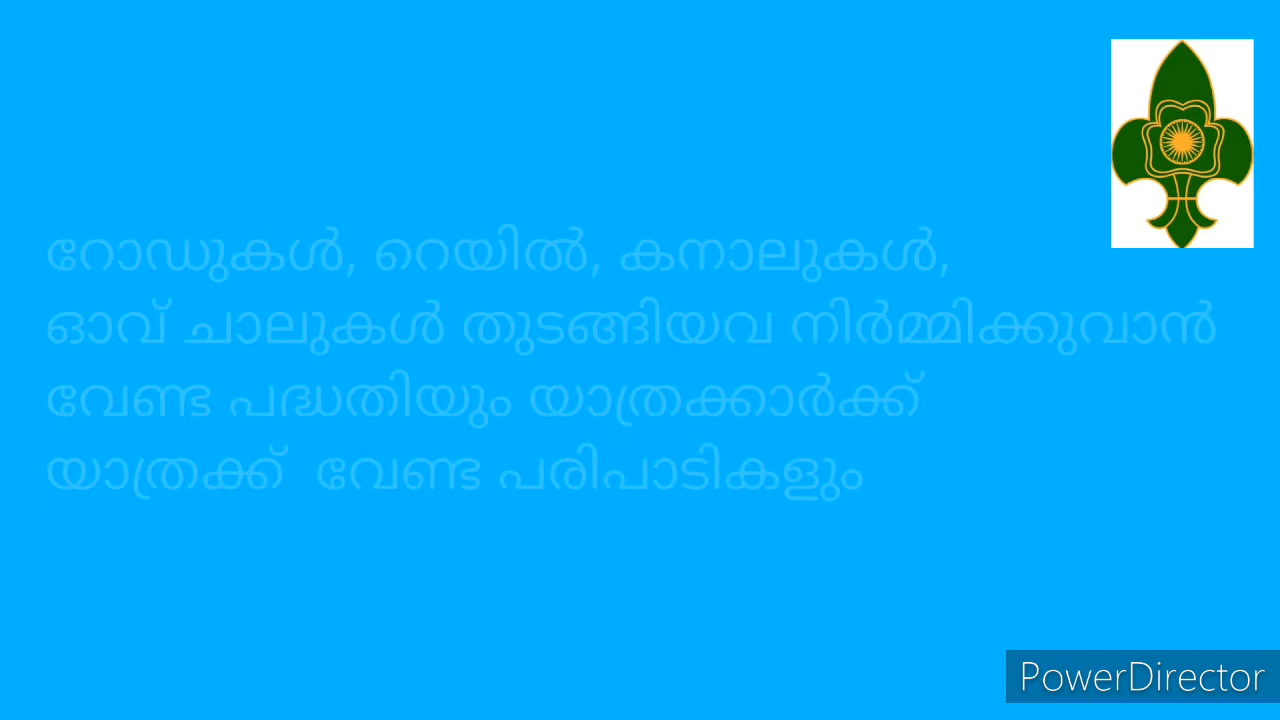 റോഡുകൾ, റെയിൽ, കനാലുകൾ,
ഓവ് ചാലുകൾ തുടങ്ങിയവ നിർമ്മിക്കുവാൻ
വേണ്ട പദ്ധതിയും യാത്രക്കാർക്ക്
യാത്രക്ക് വേണ്ട പരിപാടികളും
PowerDirector